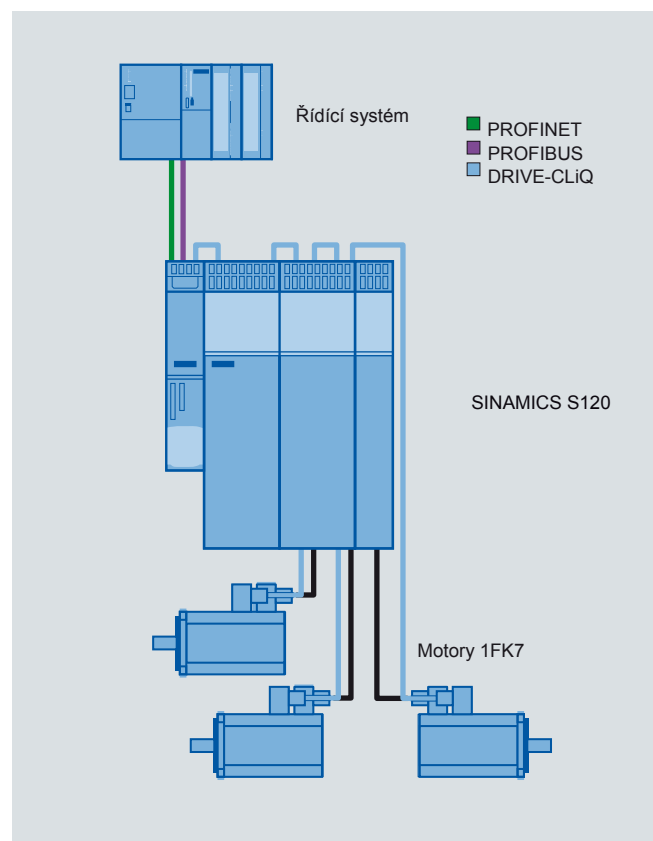 Řídící systém
PROFINET
PROFIBUS
DRIVE-CLiQ
SINAMICS S120
Motory 1FK7